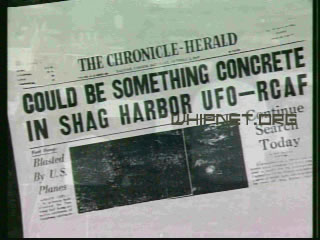 THE CHRONICLE-HERALD
COULD BE SOMETHING CONCRETE
IN SHAG HARBOR UFO—RCAF
WHIPNET.ORG
Blasted
By U.S.
Planes
Continue
Search
Today